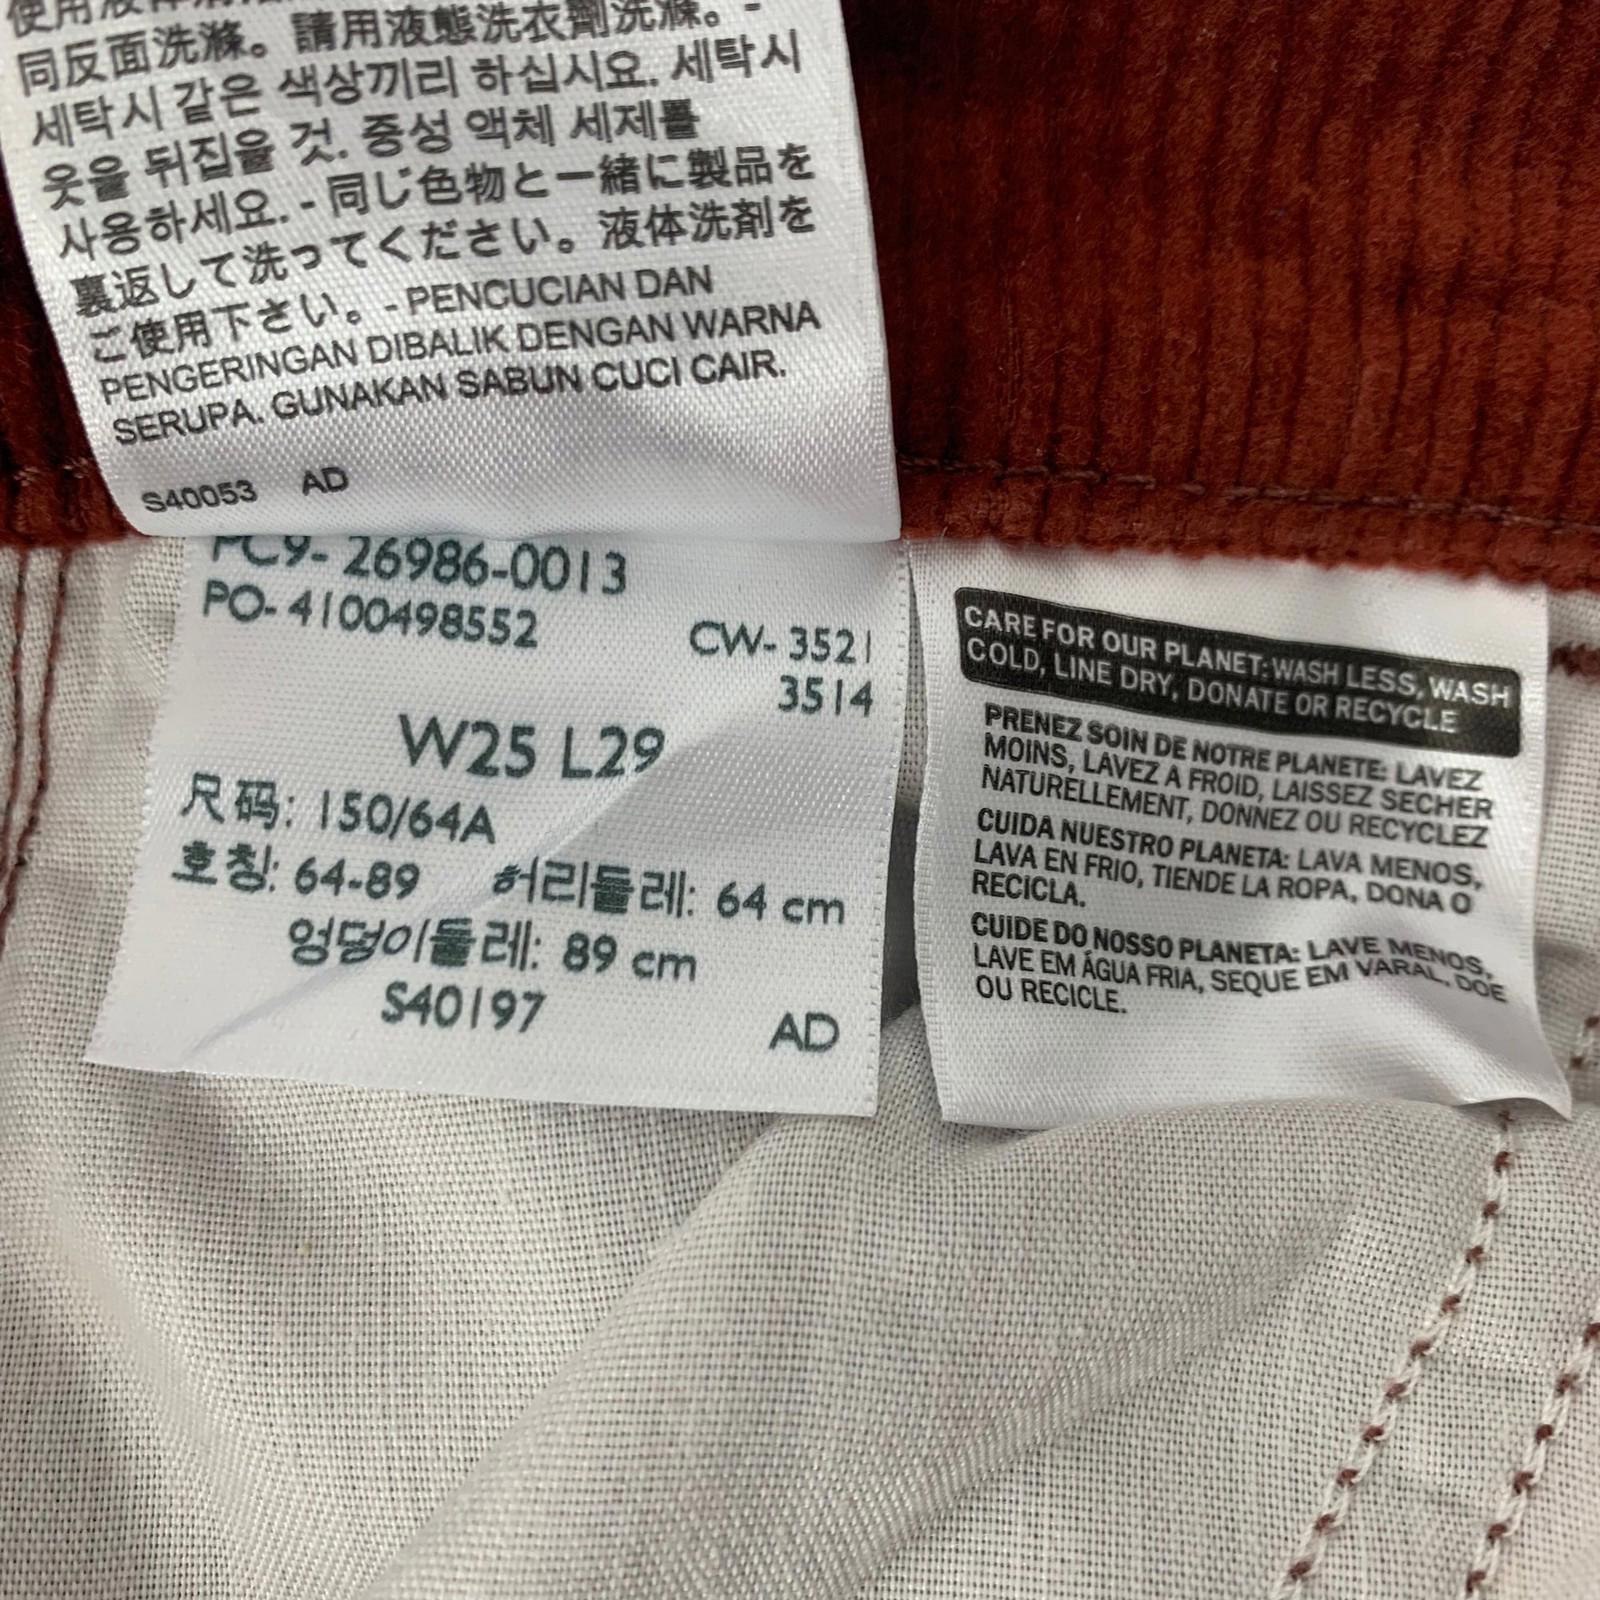 同反面洗滌。請用液態洗衣劑洗滌。-
세탁시 같은 색상끼리 하십시요. 세탁시
옷을 뒤집을 것. 중성 액체 세제를
사용하세요. - 同じ色物と一緒に製品を
裏返して洗ってください。液体洗剤を
ご使用下さい。- PENCUCIAN DAN
PENGERINGAN DIBALIK DENGAN WARNA
SERUPA. GUNAKAN SABUN CUCI CAIR.
S40053 AD
PC9- 26986-0013
PO- 4100498552
CW- 3521
3514
W25 L29
尺码: 150/64A
호칭: 64-89 허리둘레: 64 cm
엉덩이둘레: 89 cm
S40197
AD
CARE FOR OUR PLANET: WASH LESS, WASH
COLD, LINE DRY, DONATE OR RECYCLE
PRENEZ SOIN DE NOTRE PLANETE: LAVEZ
MOINS, LAVEZ A FROID, LAISSEZ SECHER
NATURELLEMENT, DONNEZ OU RECYCLEZ
CUIDA NUESTRO PLANETA: LAVA MENOS,
LAVA EN FRIO, TIENDE LA ROPA, DONA O
RECICLA.
CUIDE DO NOSSO PLANETA: LAVE MENOS,
LAVE EM ÁGUA FRIA, SEQUE EM VARAL, DOE
OU RECICLE.